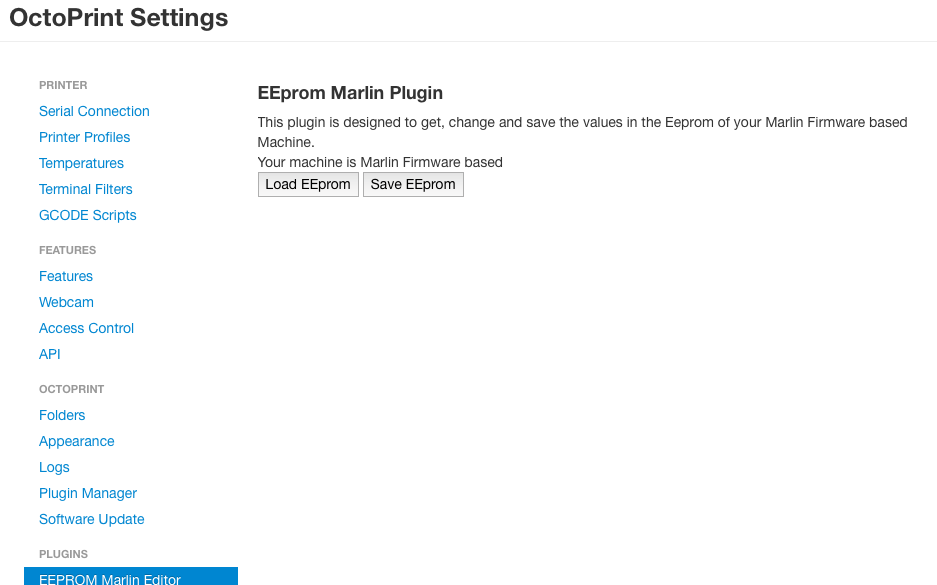 OctoPrint Settings
PRINTER
Serial Connection
Printer Profiles
Temperatures
Terminal Filters
GCODE Scripts
FEATURES
Features
Webcam
Access Control
API
OCTOPRINT
Folders
Appearance
Logs
Plugin Manager
Software Update
PLUGINS
EEPROM Marlin Editor
EEprom Marlin Plugin
This plugin is designed to get, change and save the values in the Eeprom of your Marlin Firmware based
Machine.
Your machine is Marlin Firmware based
Load EEprom Save EEprom